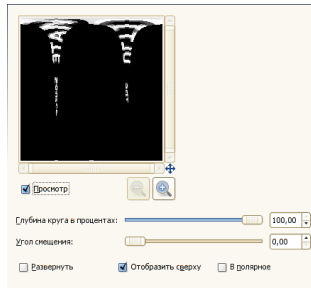 Просмотр
Глубина круга в процентах: 100,00
Угол смещения: 0,00
Развернуть Отобразить сверху В полярное